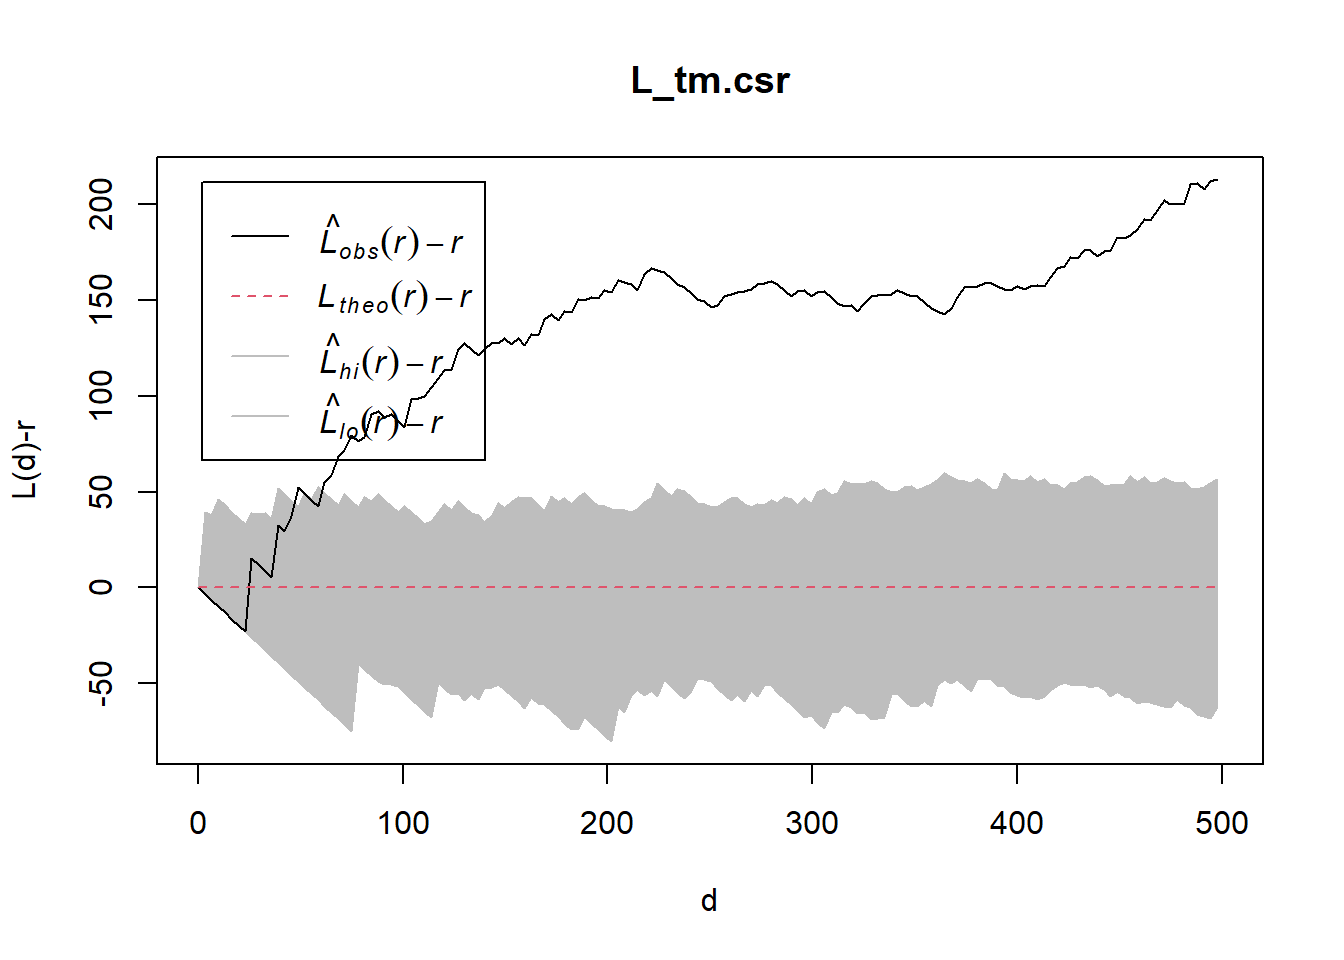 L_tm.csr
L̂obs(r) – r
Ltheo(r) – r
L̂hi(r) – r
L̂lo(r) – r
L(d)-r
200
150
100
50
0
-50
0 100 200 300 400 500
d